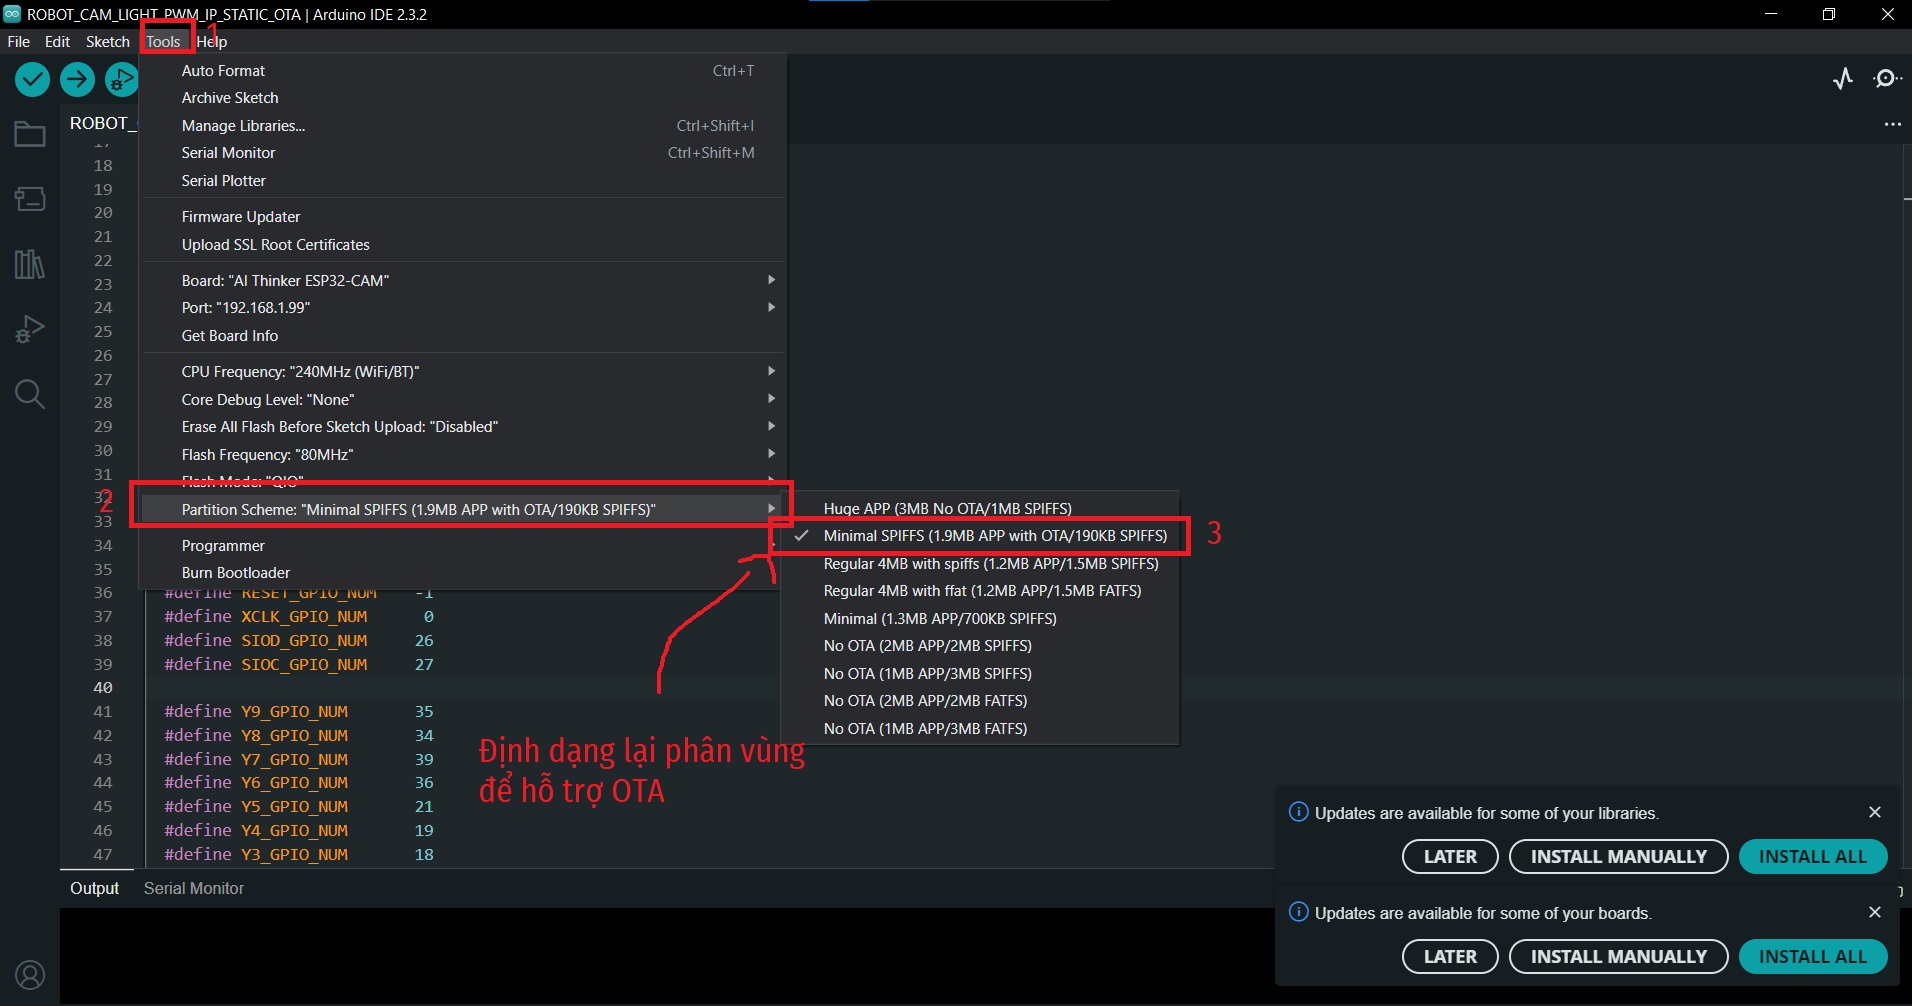 ROBOT_CAM_LIGHT_PWM_IP_STATIC_OTA | Arduino IDE 2.3.2
File Edit Sketch Tools Help
1
Auto Format Ctrl+T
Archive Sketch
Manage Libraries... Ctrl+Shift+I
Serial Monitor Ctrl+Shift+M
Serial Plotter
Firmware Updater
Upload SSL Root Certificates
Board: "AI Thinker ESP32-CAM"
Port: "192.168.1.99"
Get Board Info
CPU Frequency: "240MHz (WiFi/BT)"
Core Debug Level: "None"
Erase All Flash Before Sketch Upload: "Disabled"
Flash Frequency: "80MHz"
Flash Mode: "QIO"
2
Partition Scheme: "Minimal SPIFFS (1.9MB APP with OTA/190KB SPIFFS)"
Programmer
Burn Bootloader
Huge APP (3MB No OTA/1MB SPIFFS)
Minimal SPIFFS (1.9MB APP with OTA/190KB SPIFFS)
3
Regular 4MB with spiffs (1.2MB APP/1.5MB SPIFFS)
Regular 4MB with ffat (1.2MB APP/1.5MB FATFS)
Minimal (1.3MB APP/700KB SPIFFS)
No OTA (2MB APP/2MB SPIFFS)
No OTA (1MB APP/3MB SPIFFS)
No OTA (2MB APP/2MB FATFS)
No OTA (1MB APP/3MB FATFS)
ROBOT_
17
18
19
20
21
22
23
24
25
26
27
28
29
30
31
32
33
34
35
36 #define RESET_GPIO_NUM -1
37 #define XCLK_GPIO_NUM 0
38 #define SIOD_GPIO_NUM 26
39 #define SIOC_GPIO_NUM 27
40
41 #define Y9_GPIO_NUM 35
42 #define Y8_GPIO_NUM 34
43 #define Y7_GPIO_NUM 39
44 #define Y6_GPIO_NUM 36
45 #define Y5_GPIO_NUM 21
46 #define Y4_GPIO_NUM 19
47 #define Y3_GPIO_NUM 18
Định dạng lại phân vùng
để hỗ trợ OTA
Updates are available for some of your libraries.
LATER INSTALL MANUALLY INSTALL ALL
Updates are available for some of your boards.
LATER INSTALL MANUALLY INSTALL ALL
Output Serial Monitor